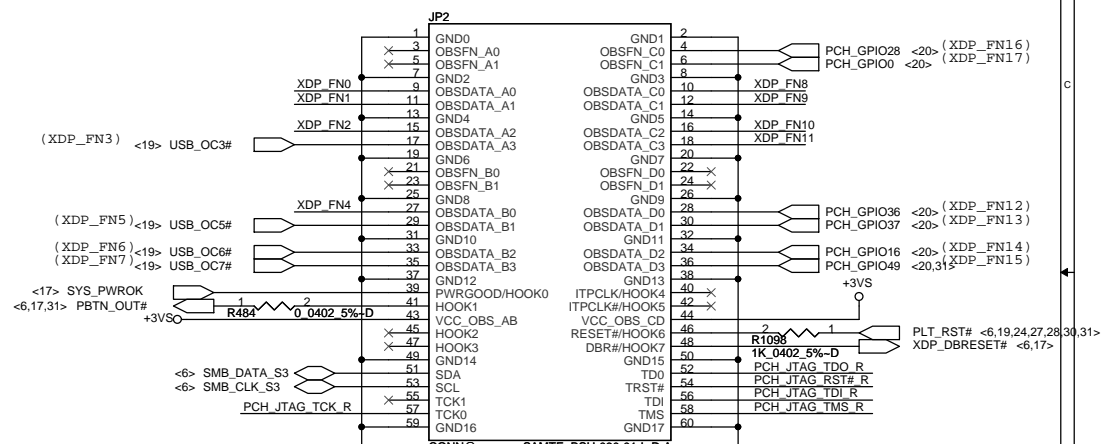 JP2
1 GND0 GND1 2
3 OBSFN_A0 OBSFN_C0 4 PCH_GPIO28 <20> (XDP_FN16)
5 OBSFN_A1 OBSFN_C1 6 PCH_GPIO0 <20> (XDP_FN17)
7 GND2 GND3 8
XDP_FN0 9 OBSDATA_A0 OBSDATA_C0 10 XDP_FN8
XDP_FN1 11 OBSDATA_A1 OBSDATA_C1 12 XDP_FN9
13 GND4 GND5 14
XDP_FN2 15 OBSDATA_A2 OBSDATA_C2 16 XDP_FN10
(XDP_FN3) <19> USB_OC3# 17 OBSDATA_A3 OBSDATA_C3 18 XDP_FN11
19 GND6 GND7 20
21 OBSFN_B0 OBSFN_D0 22
23 OBSFN_B1 OBSFN_D1 24
25 GND8 GND9 26
XDP_FN4 27 OBSDATA_B0 OBSDATA_D0 28 PCH_GPIO36 <20> (XDP_FN12)
(XDP_FN5) <19> USB_OC5# 29 OBSDATA_B1 OBSDATA_D1 30 PCH_GPIO37 <20> (XDP_FN13)
31 GND10 GND11 32
(XDP_FN6) <19> USB_OC6# 33 OBSDATA_B2 OBSDATA_D2 34 PCH_GPIO16 <20> (XDP_FN14)
(XDP_FN7) <19> USB_OC7# 35 OBSDATA_B3 OBSDATA_D3 36 PCH_GPIO49 <20,31> (XDP_FN15)
37 GND12 GND13 38
<17> SYS_PWROK 39 PWRGOOD/HOOK0 ITPCLK/HOOK4 40 +3VS
<6,17,31> PBTN_OUT# 1 2 41 HOOK1 ITPCLK#/HOOK5 42
R484 0_0402_5%~D
+3VS 43 VCC_OBS_AB VCC_OBS_CD 44
45 HOOK2 RESET#/HOOK6 46 2 1 PLT_RST# <6,19,24,27,28,30,31>
R1098
47 HOOK3 DBR#/HOOK7 48 XDP_DBRESET# <6,17>
1K_0402_5%~D
49 GND14 GND15 50
<6> SMB_DATA_S3 51 SDA TD0 52 PCH_JTAG_TDO_R
<6> SMB_CLK_S3 53 SCL TRST# 54 PCH_JTAG_RST#_R
55 TCK1 TDI 56 PCH_JTAG_TDI_R
PCH_JTAG_TCK_R 57 TCK0 TMS 58 PCH_JTAG_TMS_R
59 GND16 GND17 60
C